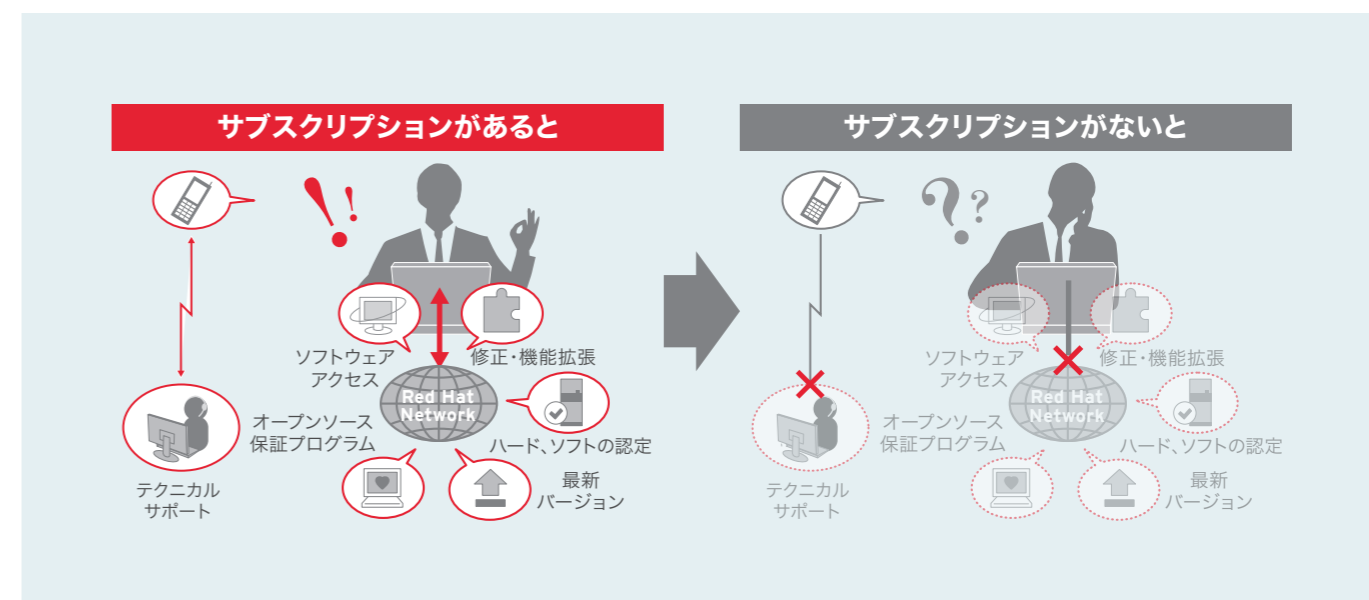 サブスクリプションがあると
ソフトウェア
アクセス
修正・機能拡張
Red Hat
Network
オープンソース
保証プログラム
ハード、ソフトの認定
最新
バージョン
テクニカル
サポート
サブスクリプションがないと
ソフトウェア
アクセス
修正・機能拡張
Red Hat
Network
オープンソース
保証プログラム
ハード、ソフトの認定
最新
バージョン
テクニカル
サポート